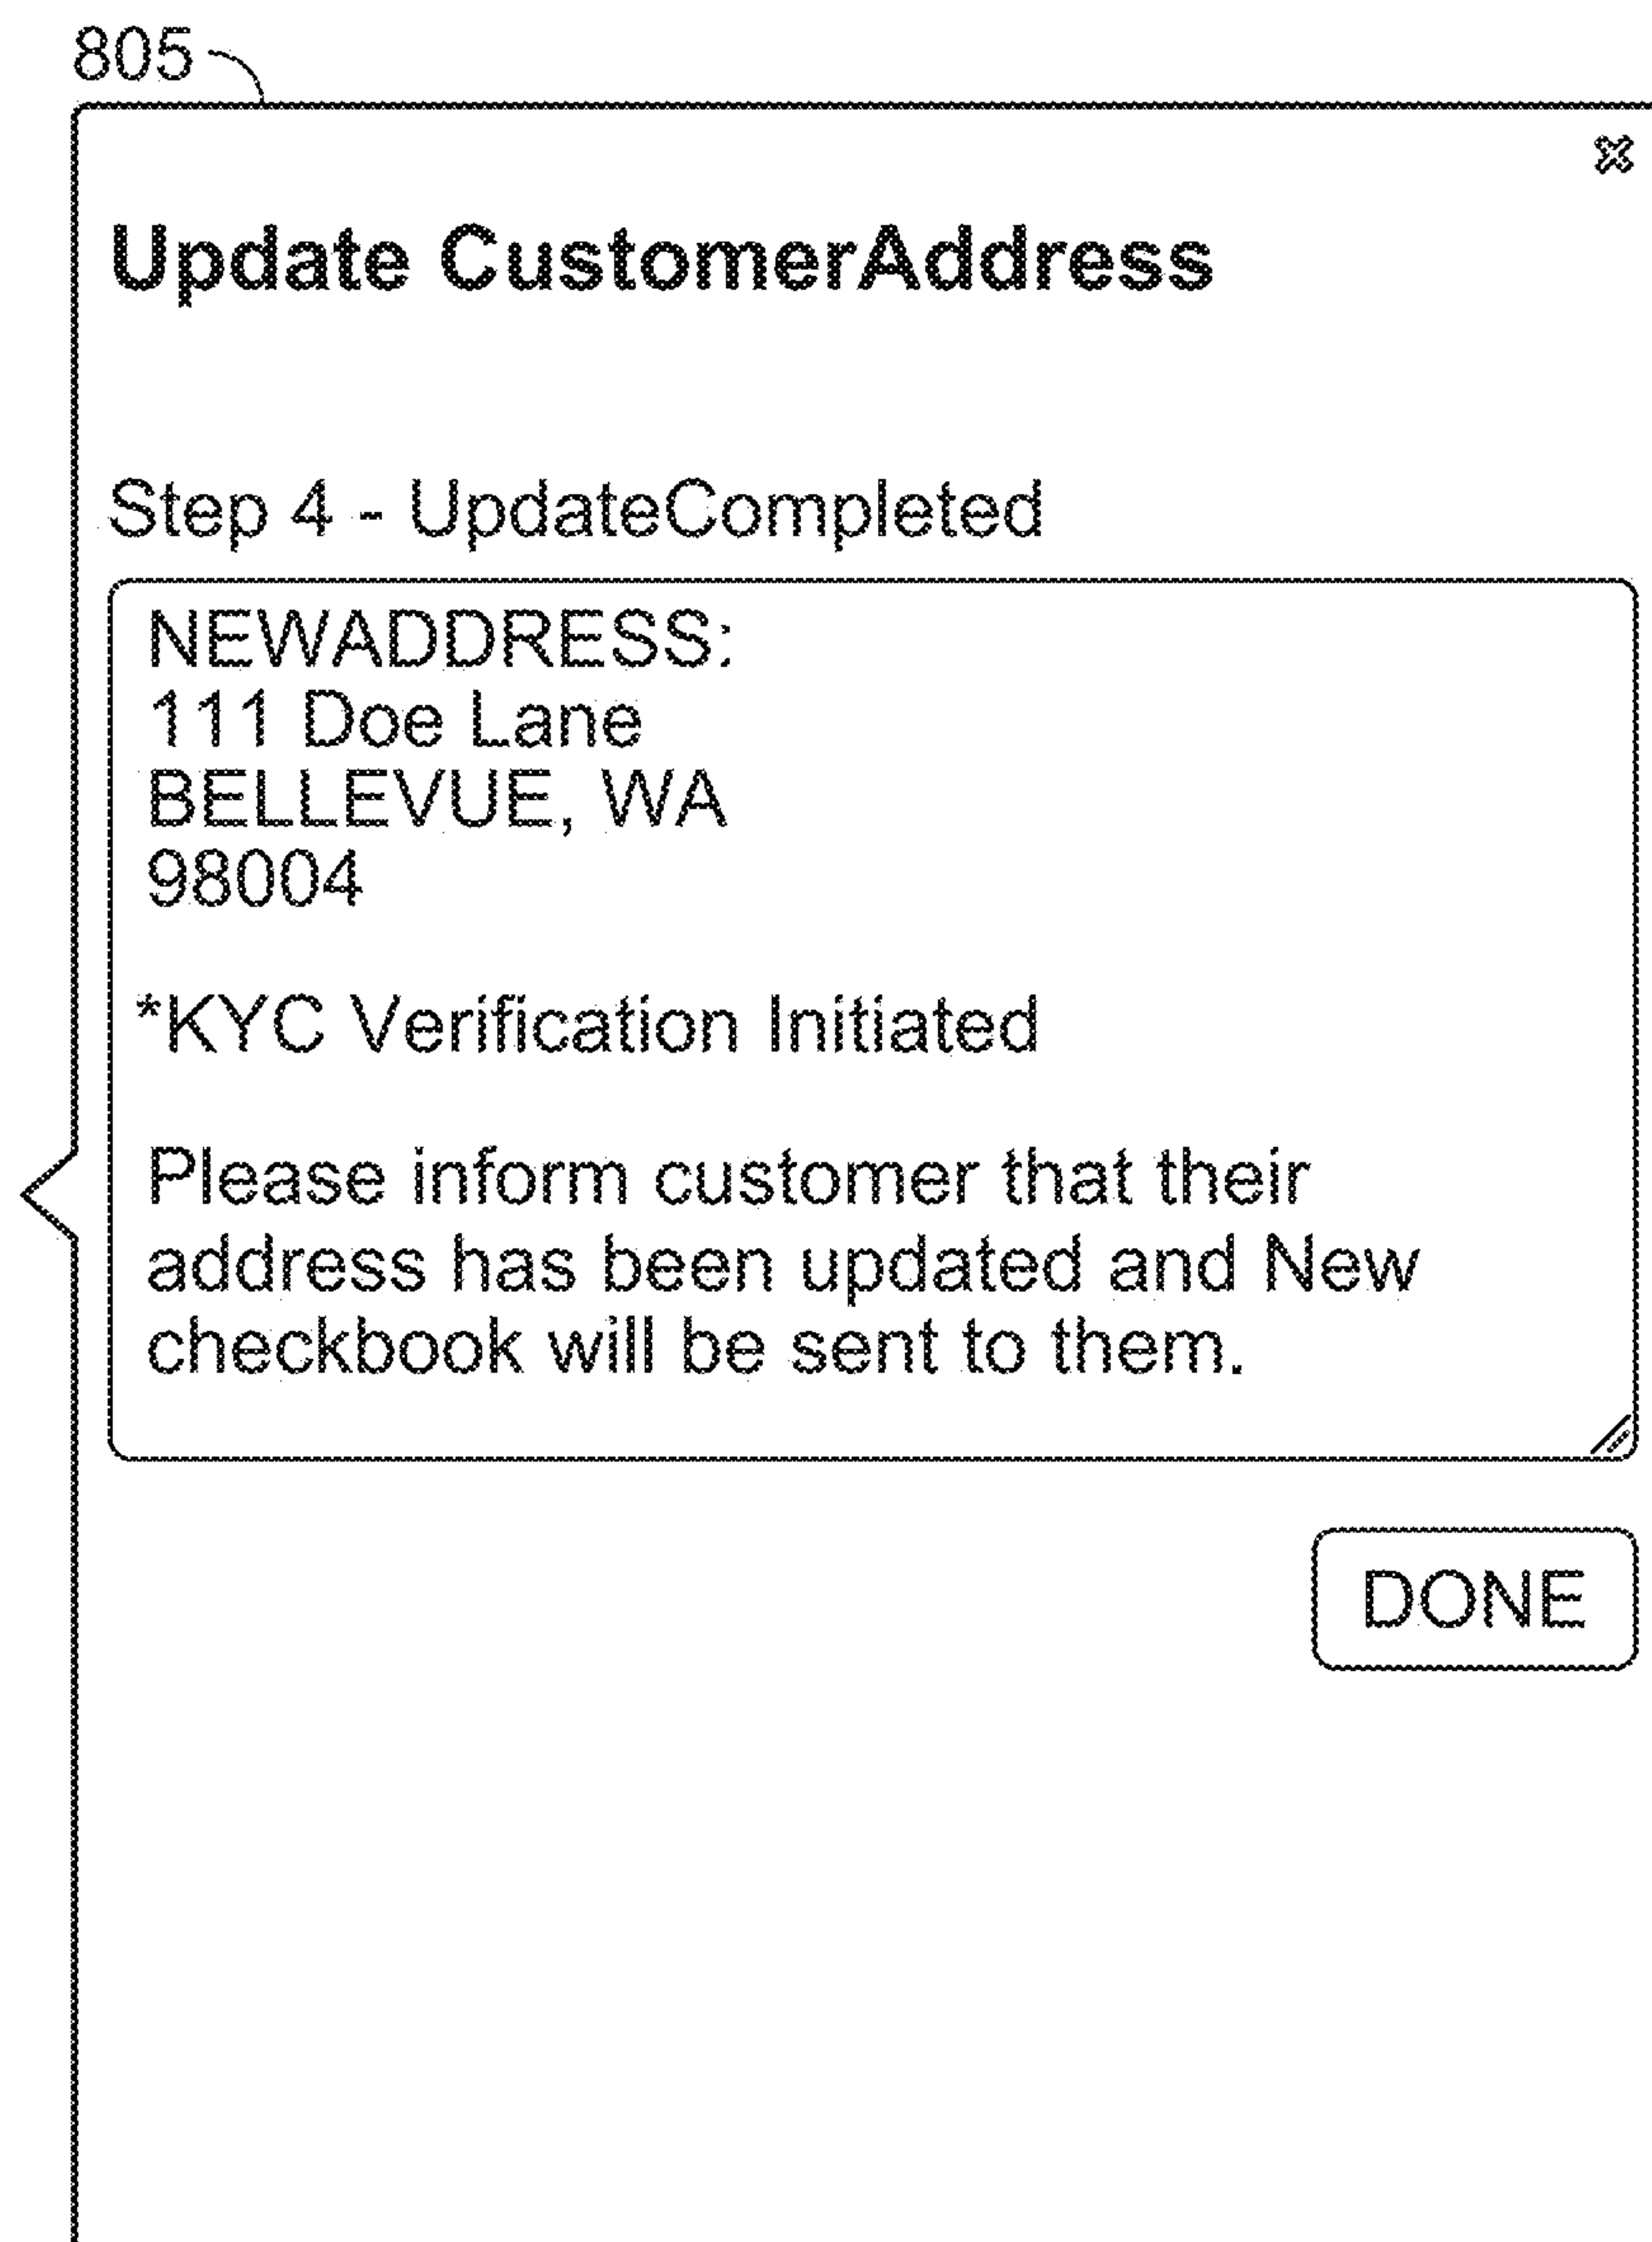 805
Update CustomerAddress
Step 4 - UpdateCompleted
NEWADDRESS:
111 Doe Lane
BELLEVUE, WA
98004
*KYC Verification Initiated
Please inform customer that their
address has been updated and New
checkbook will be sent to them.
DONE